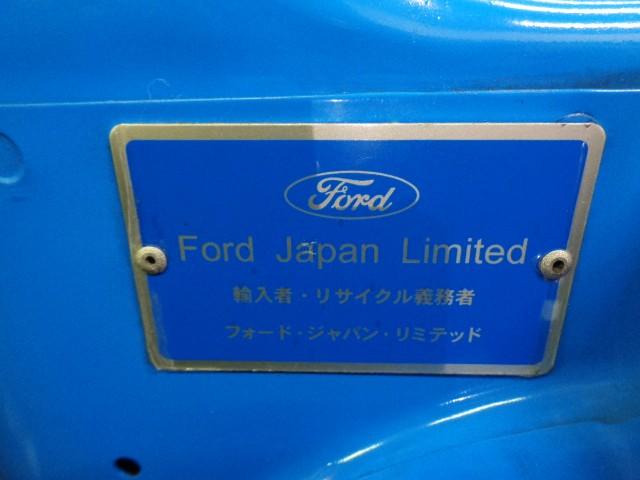 Ford
Ford Japan Limited
輸入者・リサイクル義務者
フォード・ジャパン・リミテッド